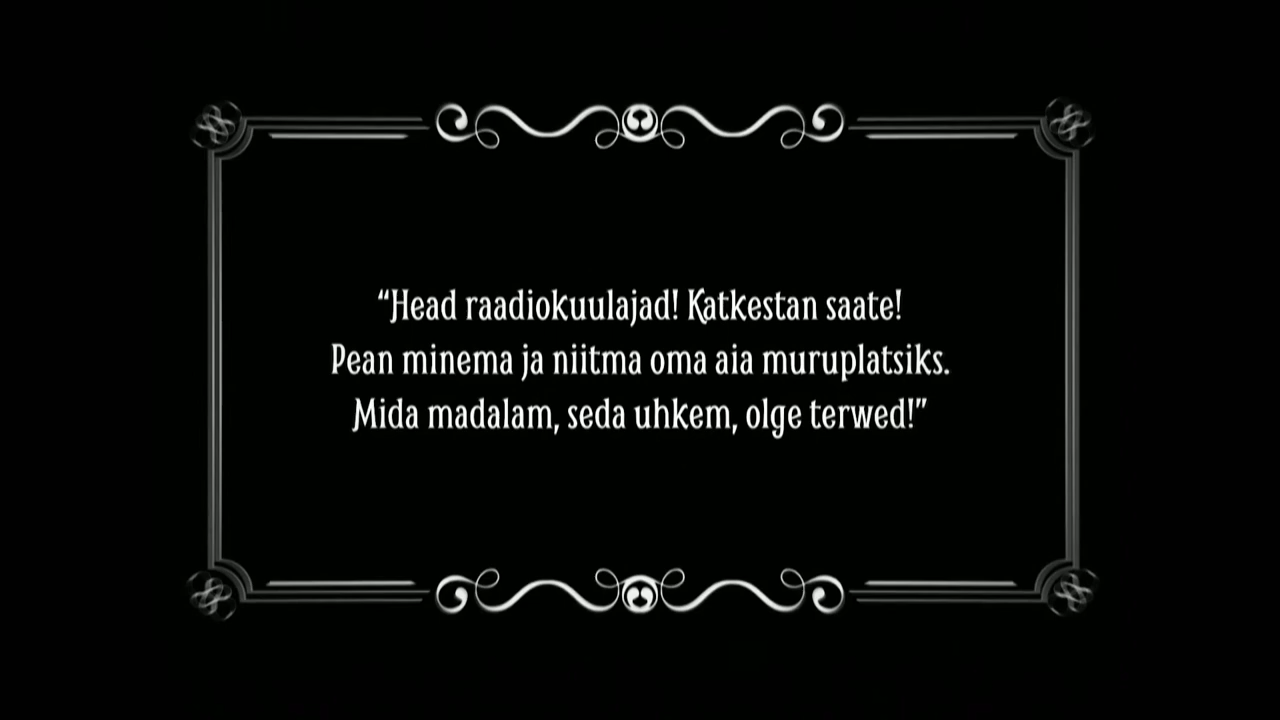 “Head raadiokuulajad! Katkestan saate!
Pean minema ja niitma oma aia muruplatsiks.
Mida madalam, seda uhkem, olge terwed!”